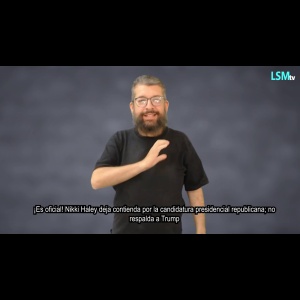 LSMtv
¡Es oficial! Nikki Haley deja contienda por la candidatura presidencial republicana; no
respalda a Trump